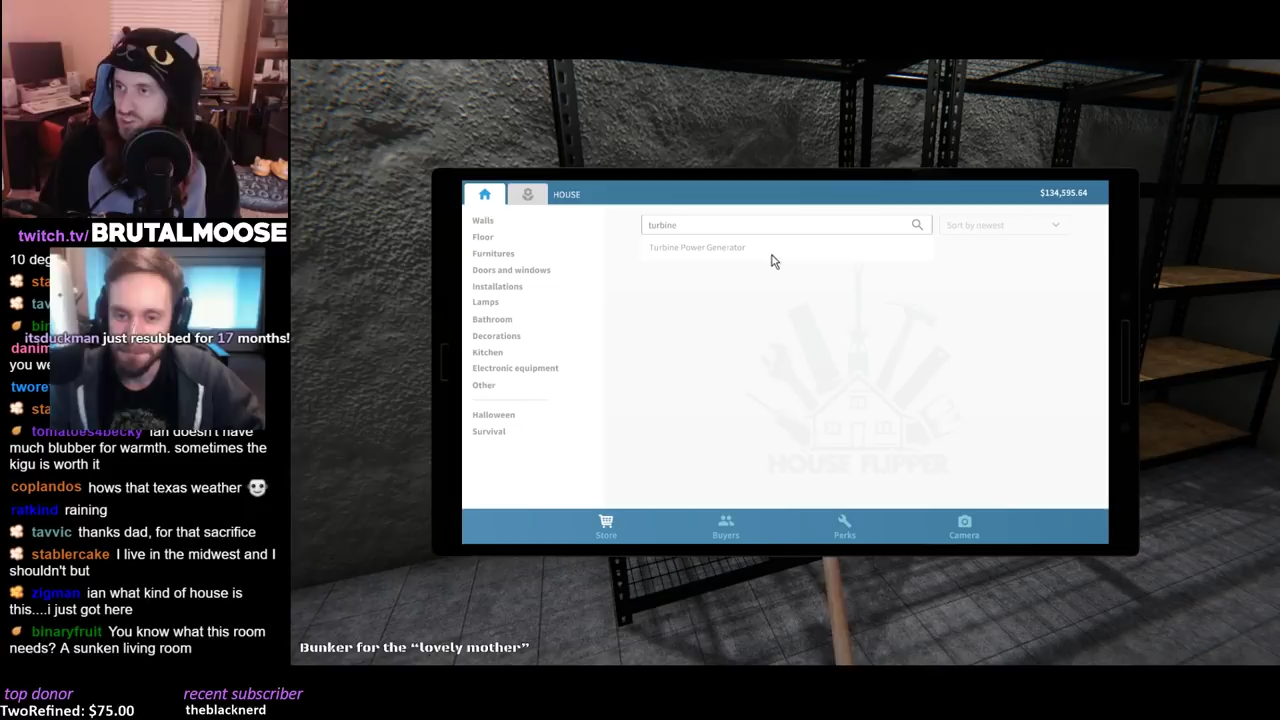 twitch.tv/BRUTALMOOSE
10 deg
sta
tav
bin
itsduckman just resubbed for 17 months!
danim
you we
twore
sta
tomatoes4becky ian doesn't have
much blubber for warmth. sometimes the
kigu is worth it
coplandos hows that texas weather
ratkind raining
tavvic thanks dad, for that sacrifice
stablercake I live in the midwest and I
shouldn't but
zigman ian what kind of house is
this....i just got here
binaryfruit You know what this room
needs? A sunken living room
top donor
TwoRefined: $75.00
recent subscriber
theblacknerd
HOUSE
$134,595.64
Walls
Floor
Furnitures
Doors and windows
Installations
Lamps
Bathroom
Decorations
Kitchen
Electronic equipment
Other
Halloween
Survival
turbine
Sort by newest
Turbine Power Generator
HOUSE FLIPPER
Store
Buyers
Perks
Camera
Bunker for the “lovely mother”